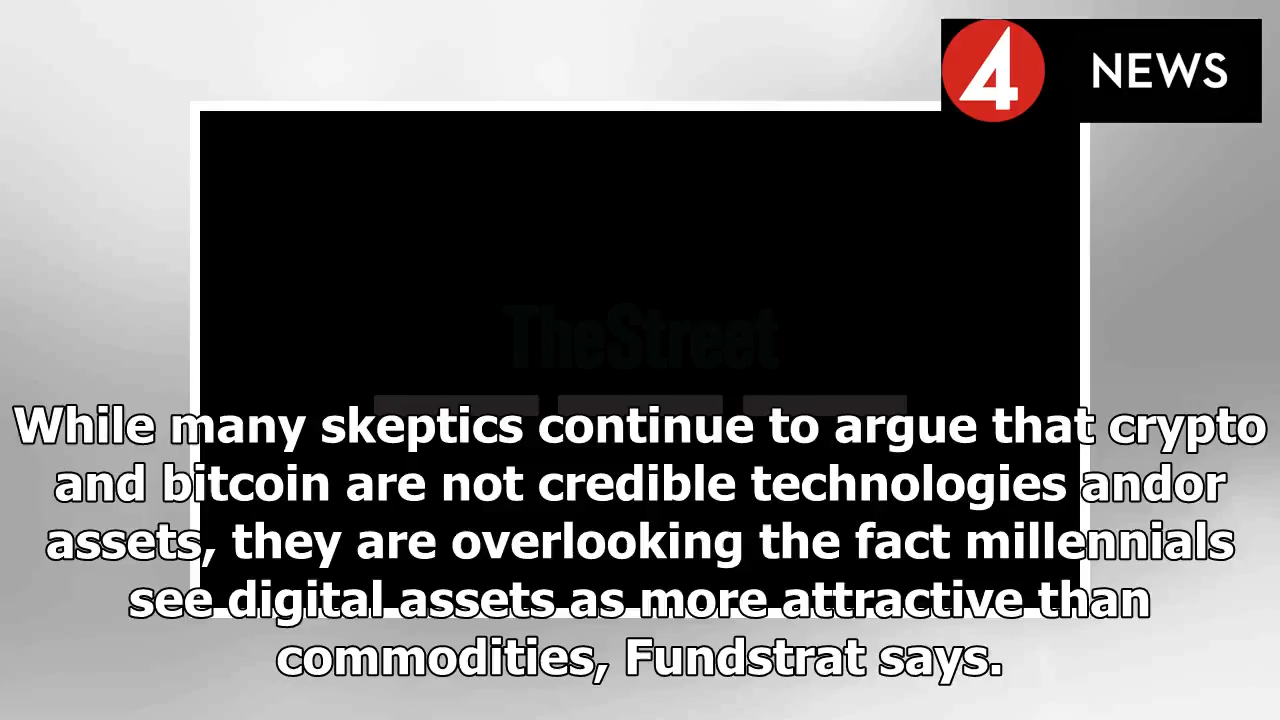 4 NEWS
TheStreet
While many skeptics continue to argue that crypto
and bitcoin are not credible technologies andor
assets, they are overlooking the fact millennials
see digital assets as more attractive than
commodities, Fundstrat says.